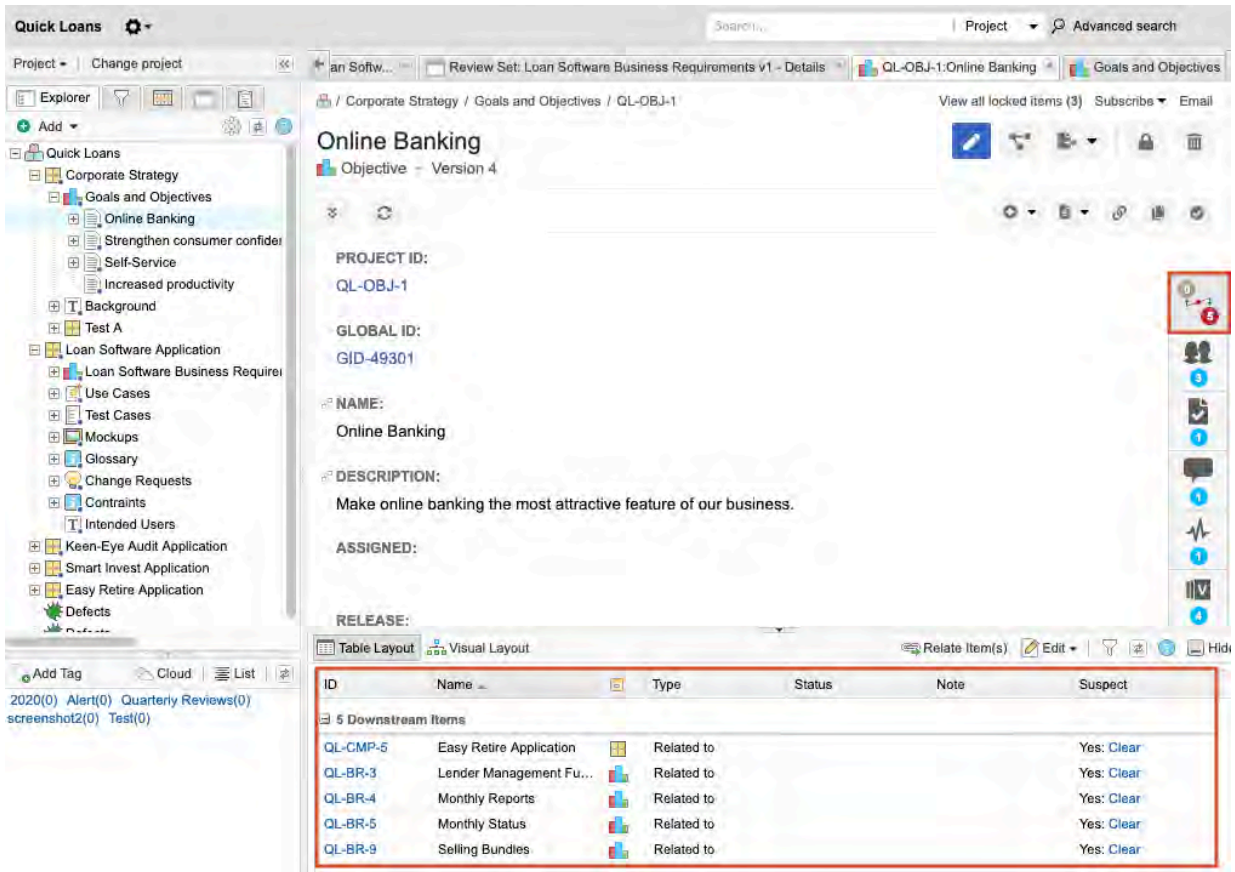 Quick Loans
Search...
Project
Advanced search
Project
Change project
an Softw...
Review Set: Loan Software Business Requirements v1 - Details
QL-OBJ-1:Online Banking
Goals and Objectives
Explorer
Add
Quick Loans
Corporate Strategy
Goals and Objectives
Online Banking
Strengthen consumer confider
Self-Service
Increased productivity
Background
Test A
Loan Software Application
Loan Software Business Requirei
Use Cases
Test Cases
Mockups
Glossary
Change Requests
Contraints
Intended Users
Keen-Eye Audit Application
Smart Invest Application
Easy Retire Application
Defects
Add Tag
Cloud
List
2020(0) Alert(0) Quarterly Reviews(0)
screenshot2(0) Test(0)
/ Corporate Strategy / Goals and Objectives / QL-OBJ-1
View all locked items (3) Subscribe Email
Online Banking
Objective - Version 4
PROJECT ID:
QL-OBJ-1
GLOBAL ID:
GID-49301
NAME:
Online Banking
DESCRIPTION:
Make online banking the most attractive feature of our business.
ASSIGNED:
RELEASE:
5
3
1
1
1
4
Table Layout
Visual Layout
Relate Item(s)
Edit
Hide
ID Name Type Status Note Suspect
5 Downstream Items
QL-CMP-5 Easy Retire Application Related to Yes: Clear
QL-BR-3 Lender Management Fu... Related to Yes: Clear
QL-BR-4 Monthly Reports Related to Yes: Clear
QL-BR-5 Monthly Status Related to Yes: Clear
QL-BR-9 Selling Bundles Related to Yes: Clear